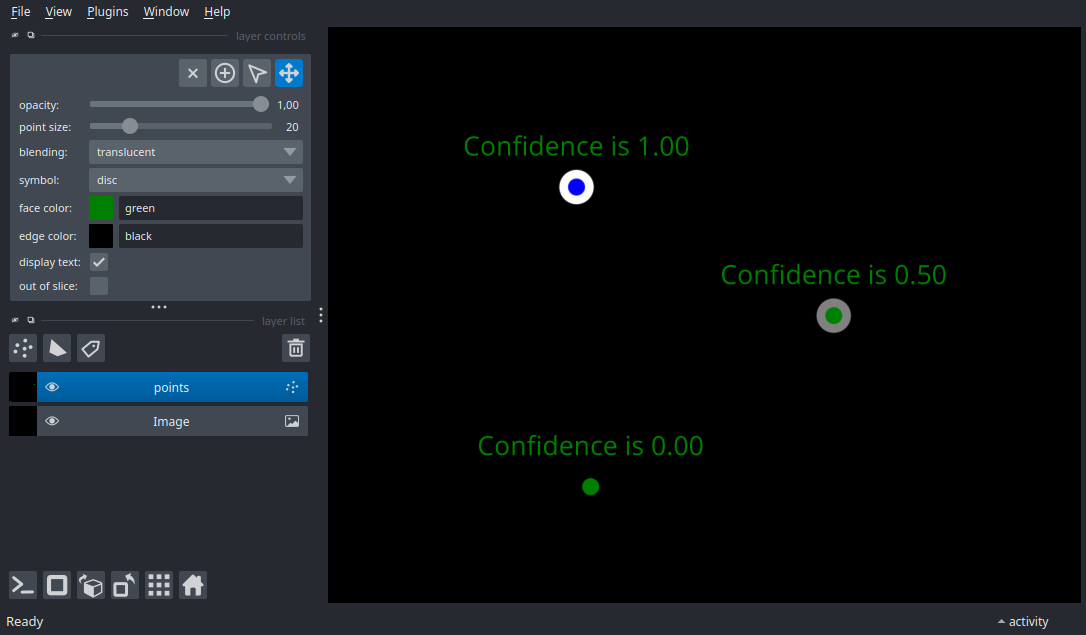 File View Plugins Window Help
layer controls
opacity: 1,00
point size: 20
blending: translucent
symbol: disc
face color: green
edge color: black
display text:
out of slice:
layer list
points
Image
Confidence is 1.00
Confidence is 0.50
Confidence is 0.00
Ready
activity